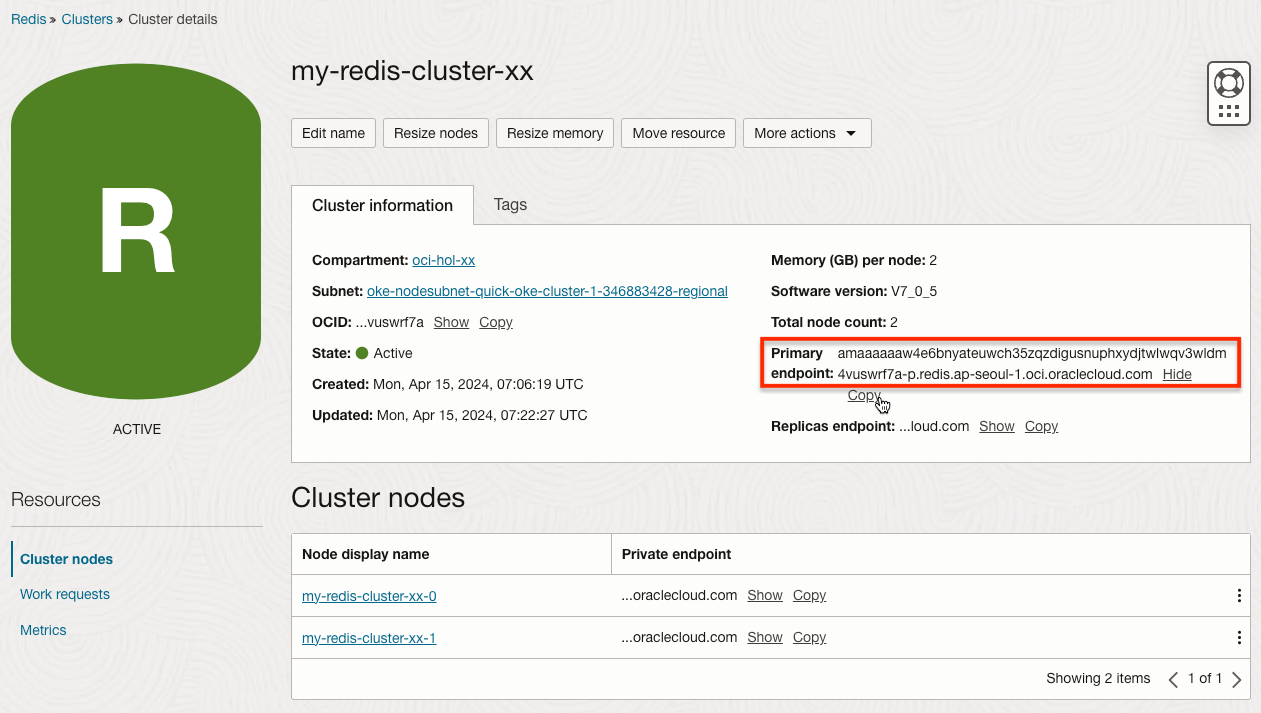 Redis » Clusters » Cluster details
my-redis-cluster-xx
Edit name Resize nodes Resize memory Move resource More actions
R
ACTIVE
Cluster information Tags
Compartment: oci-hol-xx
Subnet: oke-nodesubnet-quick-oke-cluster-1-346883428-regional
OCID: ...vuswrf7a Show Copy
State: Active
Created: Mon, Apr 15, 2024, 07:06:19 UTC
Updated: Mon, Apr 15, 2024, 07:22:27 UTC
Memory (GB) per node: 2
Software version: V7_0_5
Total node count: 2
Primary amaaaaaaw4e6bnyateuwch35zqzdigusnuphxydjtwlwqv3wldm
endpoint: 4vuswrf7a-p.redis.ap-seoul-1.oci.oraclecloud.com Hide
Copy
Replicas endpoint: ...loud.com Show Copy
Resources
Cluster nodes
Work requests
Metrics
Cluster nodes
Node display name Private endpoint
my-redis-cluster-xx-0 ...oraclecloud.com Show Copy
my-redis-cluster-xx-1 ...oraclecloud.com Show Copy
Showing 2 items 1 of 1